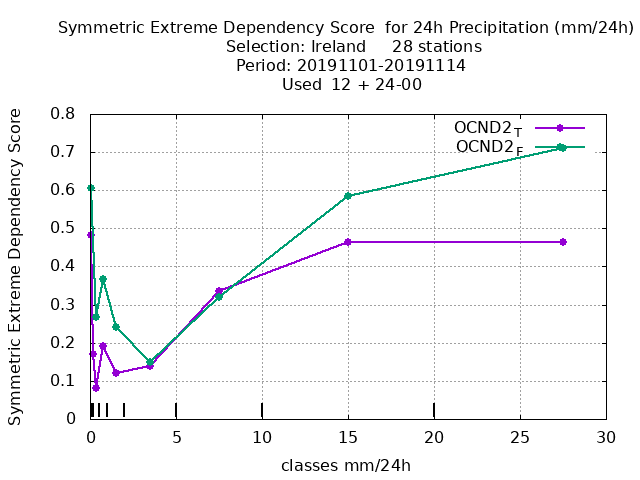 Symmetric Extreme Dependency Score  for 24h Precipitation (mm/24h)
Selection: Ireland     28 stations
Period: 20191101-20191114
Used  12 + 24-00
Symmetric Extreme Dependency Score
0.8
0.7
0.6
0.5
0.4
0.3
0.2
0.1
0
OCND2T
OCND2F
0 5 10 15 20 25 30
classes mm/24h